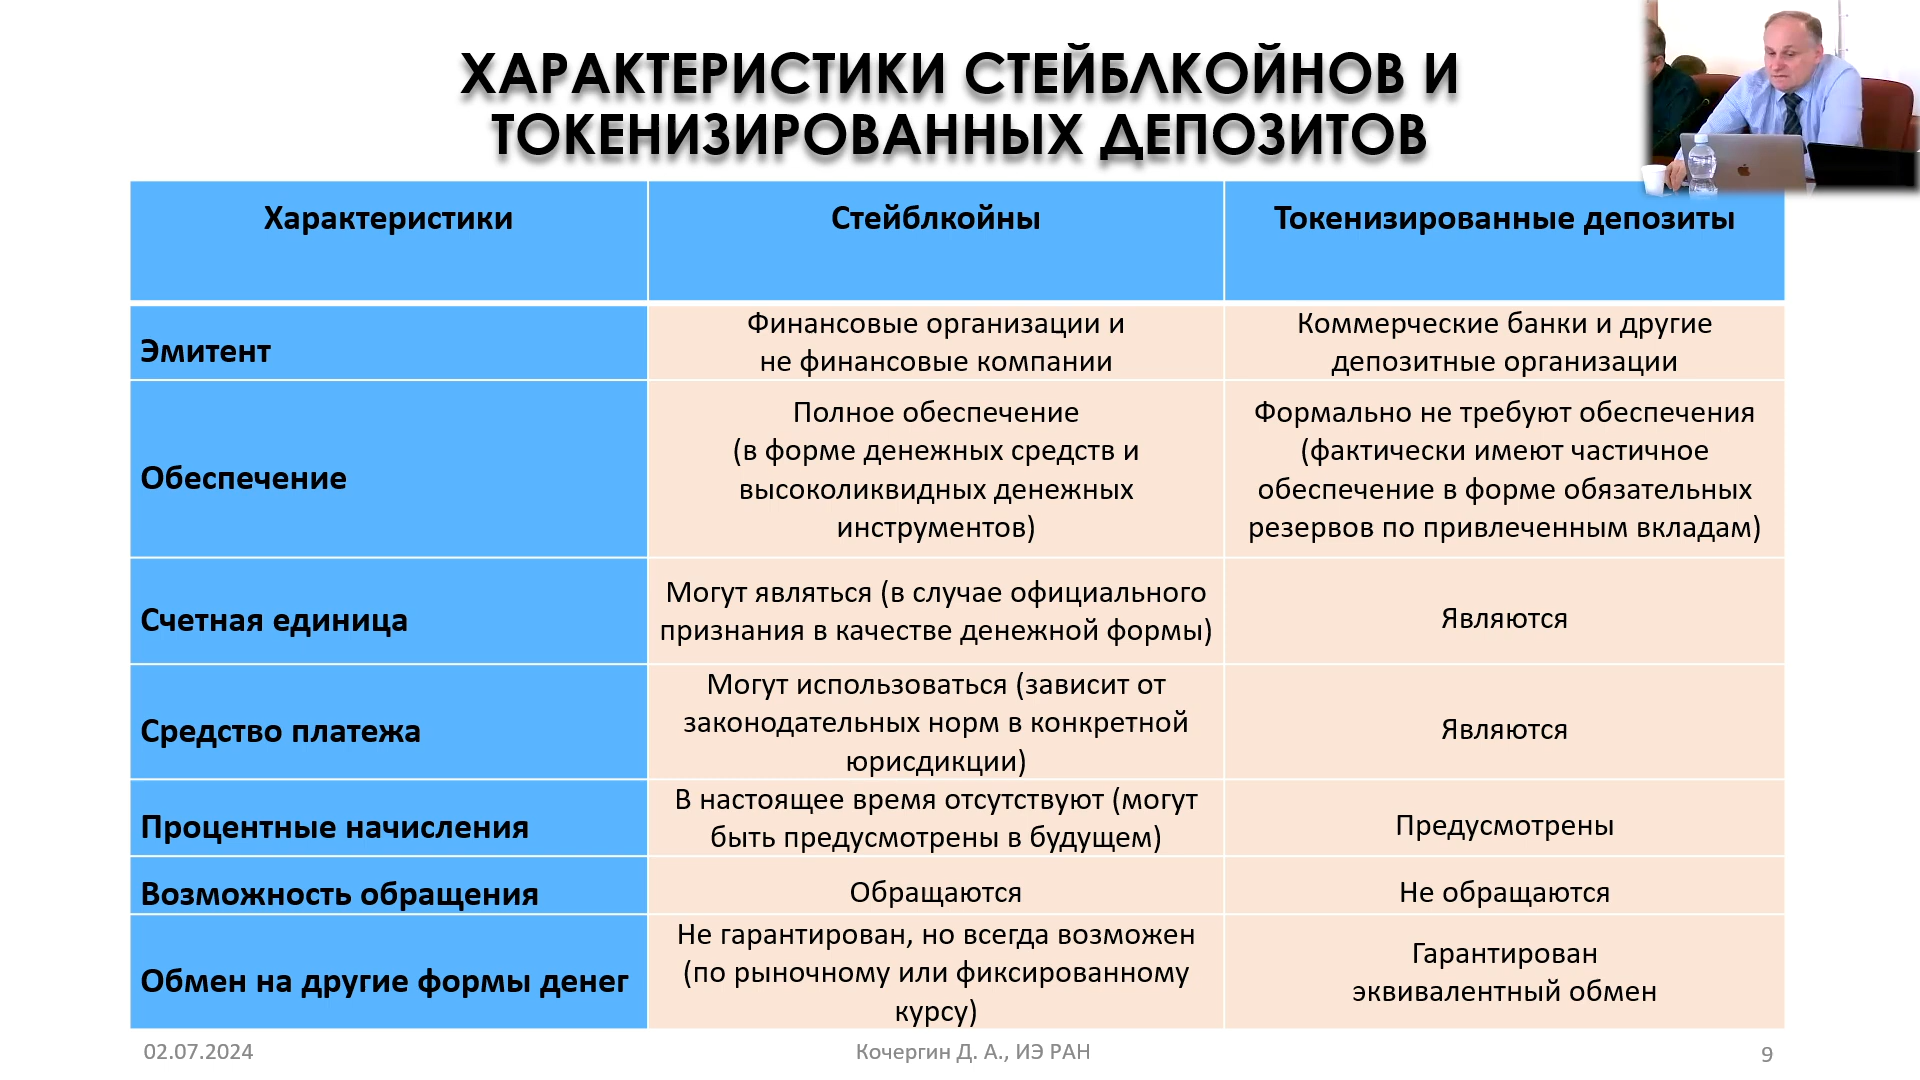 ХАРАКТЕРИСТИКИ СТЕЙБЛКОЙНОВ И
ТОКЕНИЗИРОВАННЫХ ДЕПОЗИТОВ
Характеристики
Стейблкойны
Токенизированные депозиты
Эмитент
Финансовые организации и
не финансовые компании
Коммерческие банки и другие
депозитные организации
Обеспечение
Полное обеспечение
(в форме денежных средств и
высоколиквидных денежных
инструментов)
Формально не требуют обеспечения
(фактически имеют частичное
обеспечение в форме обязательных
резервов по привлеченным вкладам)
Счетная единица
Могут являться (в случае официального
признания в качестве денежной формы)
Являются
Средство платежа
Могут использоваться (зависит от
законодательных норм в конкретной
юрисдикции)
Являются
Процентные начисления
В настоящее время отсутствуют (могут
быть предусмотрены в будущем)
Предусмотрены
Возможность обращения
Обращаются
Не обращаются
Обмен на другие формы денег
Не гарантирован, но всегда возможен
(по рыночному или фиксированному
курсу)
Гарантирован
эквивалентный обмен
02.07.2024
Кочергин Д. А., ИЭ РАН
9